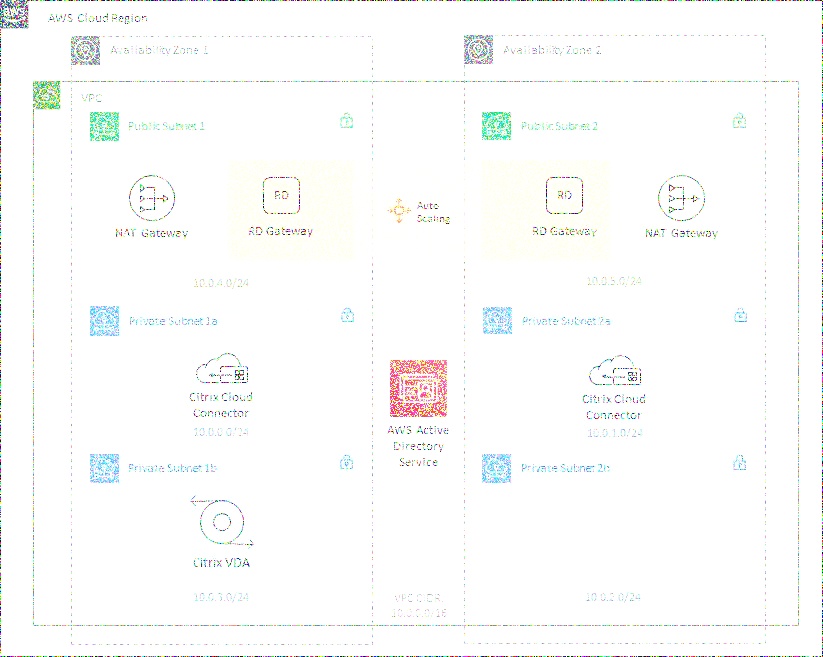 AWS Cloud Region
Availability Zone 1
Availability Zone 2
VPC
Public Subnet 1
Public Subnet 2
NAT Gateway
RD
RD Gateway
Auto
Scaling
RD
RD Gateway
NAT Gateway
10.0.4.0/24
10.0.5.0/24
Private Subnet 1a
Private Subnet 2a
Citrix Cloud
Connector
10.0.0.0/24
Citrix Cloud
Connector
10.0.1.0/24
AWS Active
Directory
Service
Private Subnet 1b
Private Subnet 2b
Citrix VDA
10.0.3.0/24
VPC CIDR
10.0.0.0/16
10.0.2.0/24